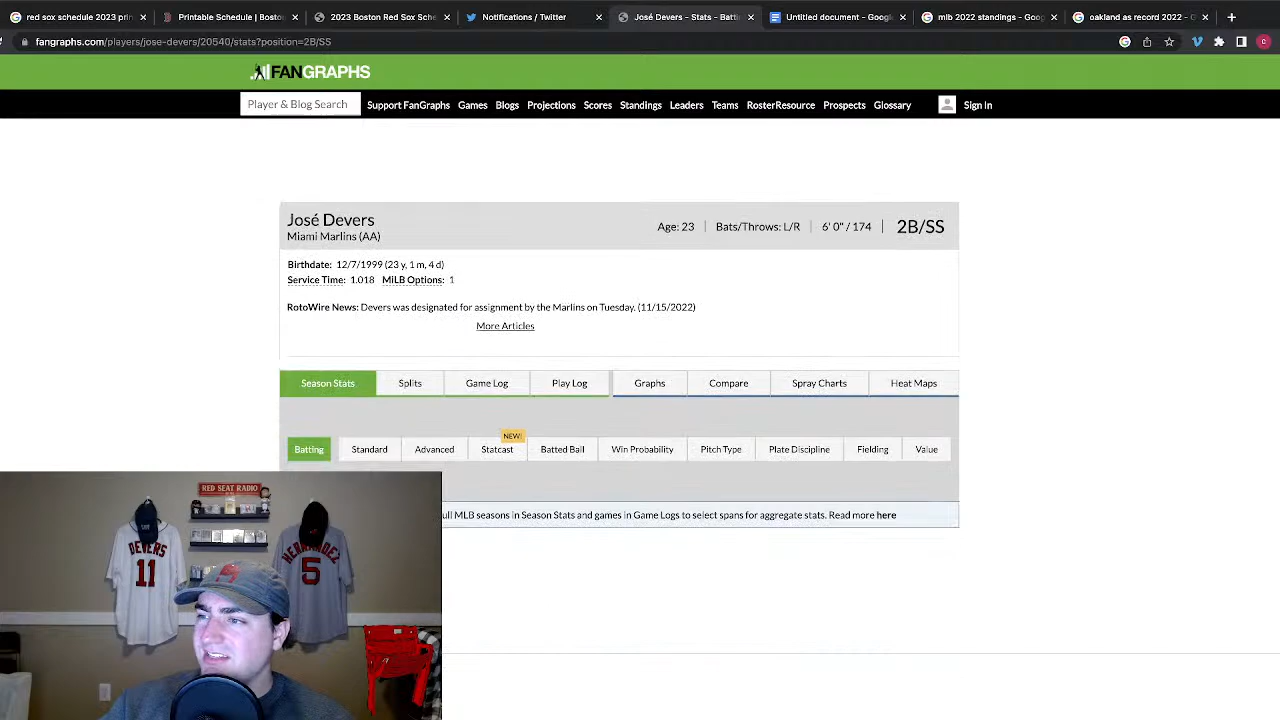 red sox schedule 2023 prin
Printable Schedule | Bosto
2023 Boston Red Sox Sche
Notifications / Twitter
José Devers - Stats - Batti
Untitled document - Google
mlb 2022 standings - Goog
oakland as record 2022 - G
fangraphs.com/players/jose-devers/20540/stats?position=2B/SS
FANGRAPHS
Player & Blog Search
Support FanGraphs Games Blogs Projections Scores Standings Leaders Teams RosterResource Prospects Glossary
Sign In
José Devers
Miami Marlins (AA)
Age: 23 Bats/Throws: L/R 6' 0" / 174 2B/SS
Birthdate: 12/7/1999 (23 y, 1 m, 4 d)
Service Time: 1.018 MiLB Options: 1
RotoWire News: Devers was designated for assignment by the Marlins on Tuesday. (11/15/2022)
More Articles
Season Stats Splits Game Log Play Log Graphs Compare Spray Charts Heat Maps
NEW!
Batting Standard Advanced Statcast Batted Ball Win Probability Pitch Type Plate Discipline Fielding Value
ull MLB seasons in Season Stats and games in Game Logs to select spans for aggregate stats. Read more here
RED SEAT RADIO
DEVERS
11
HERNÁNDEZ
5